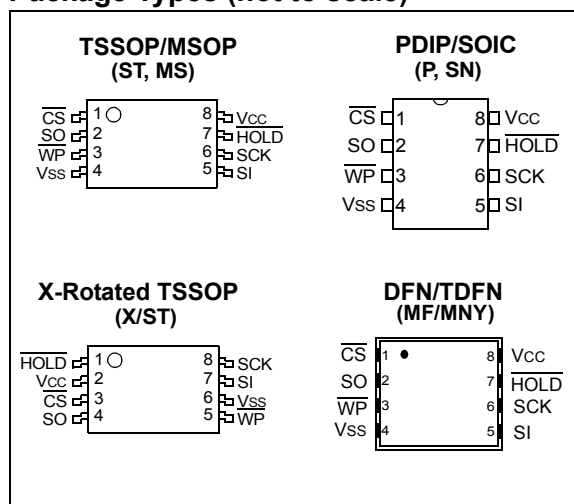 Package Types (not to scale)
TSSOP/MSOP
(ST, MS)
CS 1 8 Vcc
SO 2 7 HOLD
WP 3 6 SCK
Vss 4 5 SI
PDIP/SOIC
(P, SN)
CS 1 8 Vcc
SO 2 7 HOLD
WP 3 6 SCK
Vss 4 5 SI
X-Rotated TSSOP
(X/ST)
HOLD 1 8 SCK
Vcc 2 7 SI
CS 3 6 Vss
SO 4 5 WP
DFN/TDFN
(MF/MNY)
CS 1 8 Vcc
SO 2 7 HOLD
WP 3 6 SCK
Vss 4 5 SI